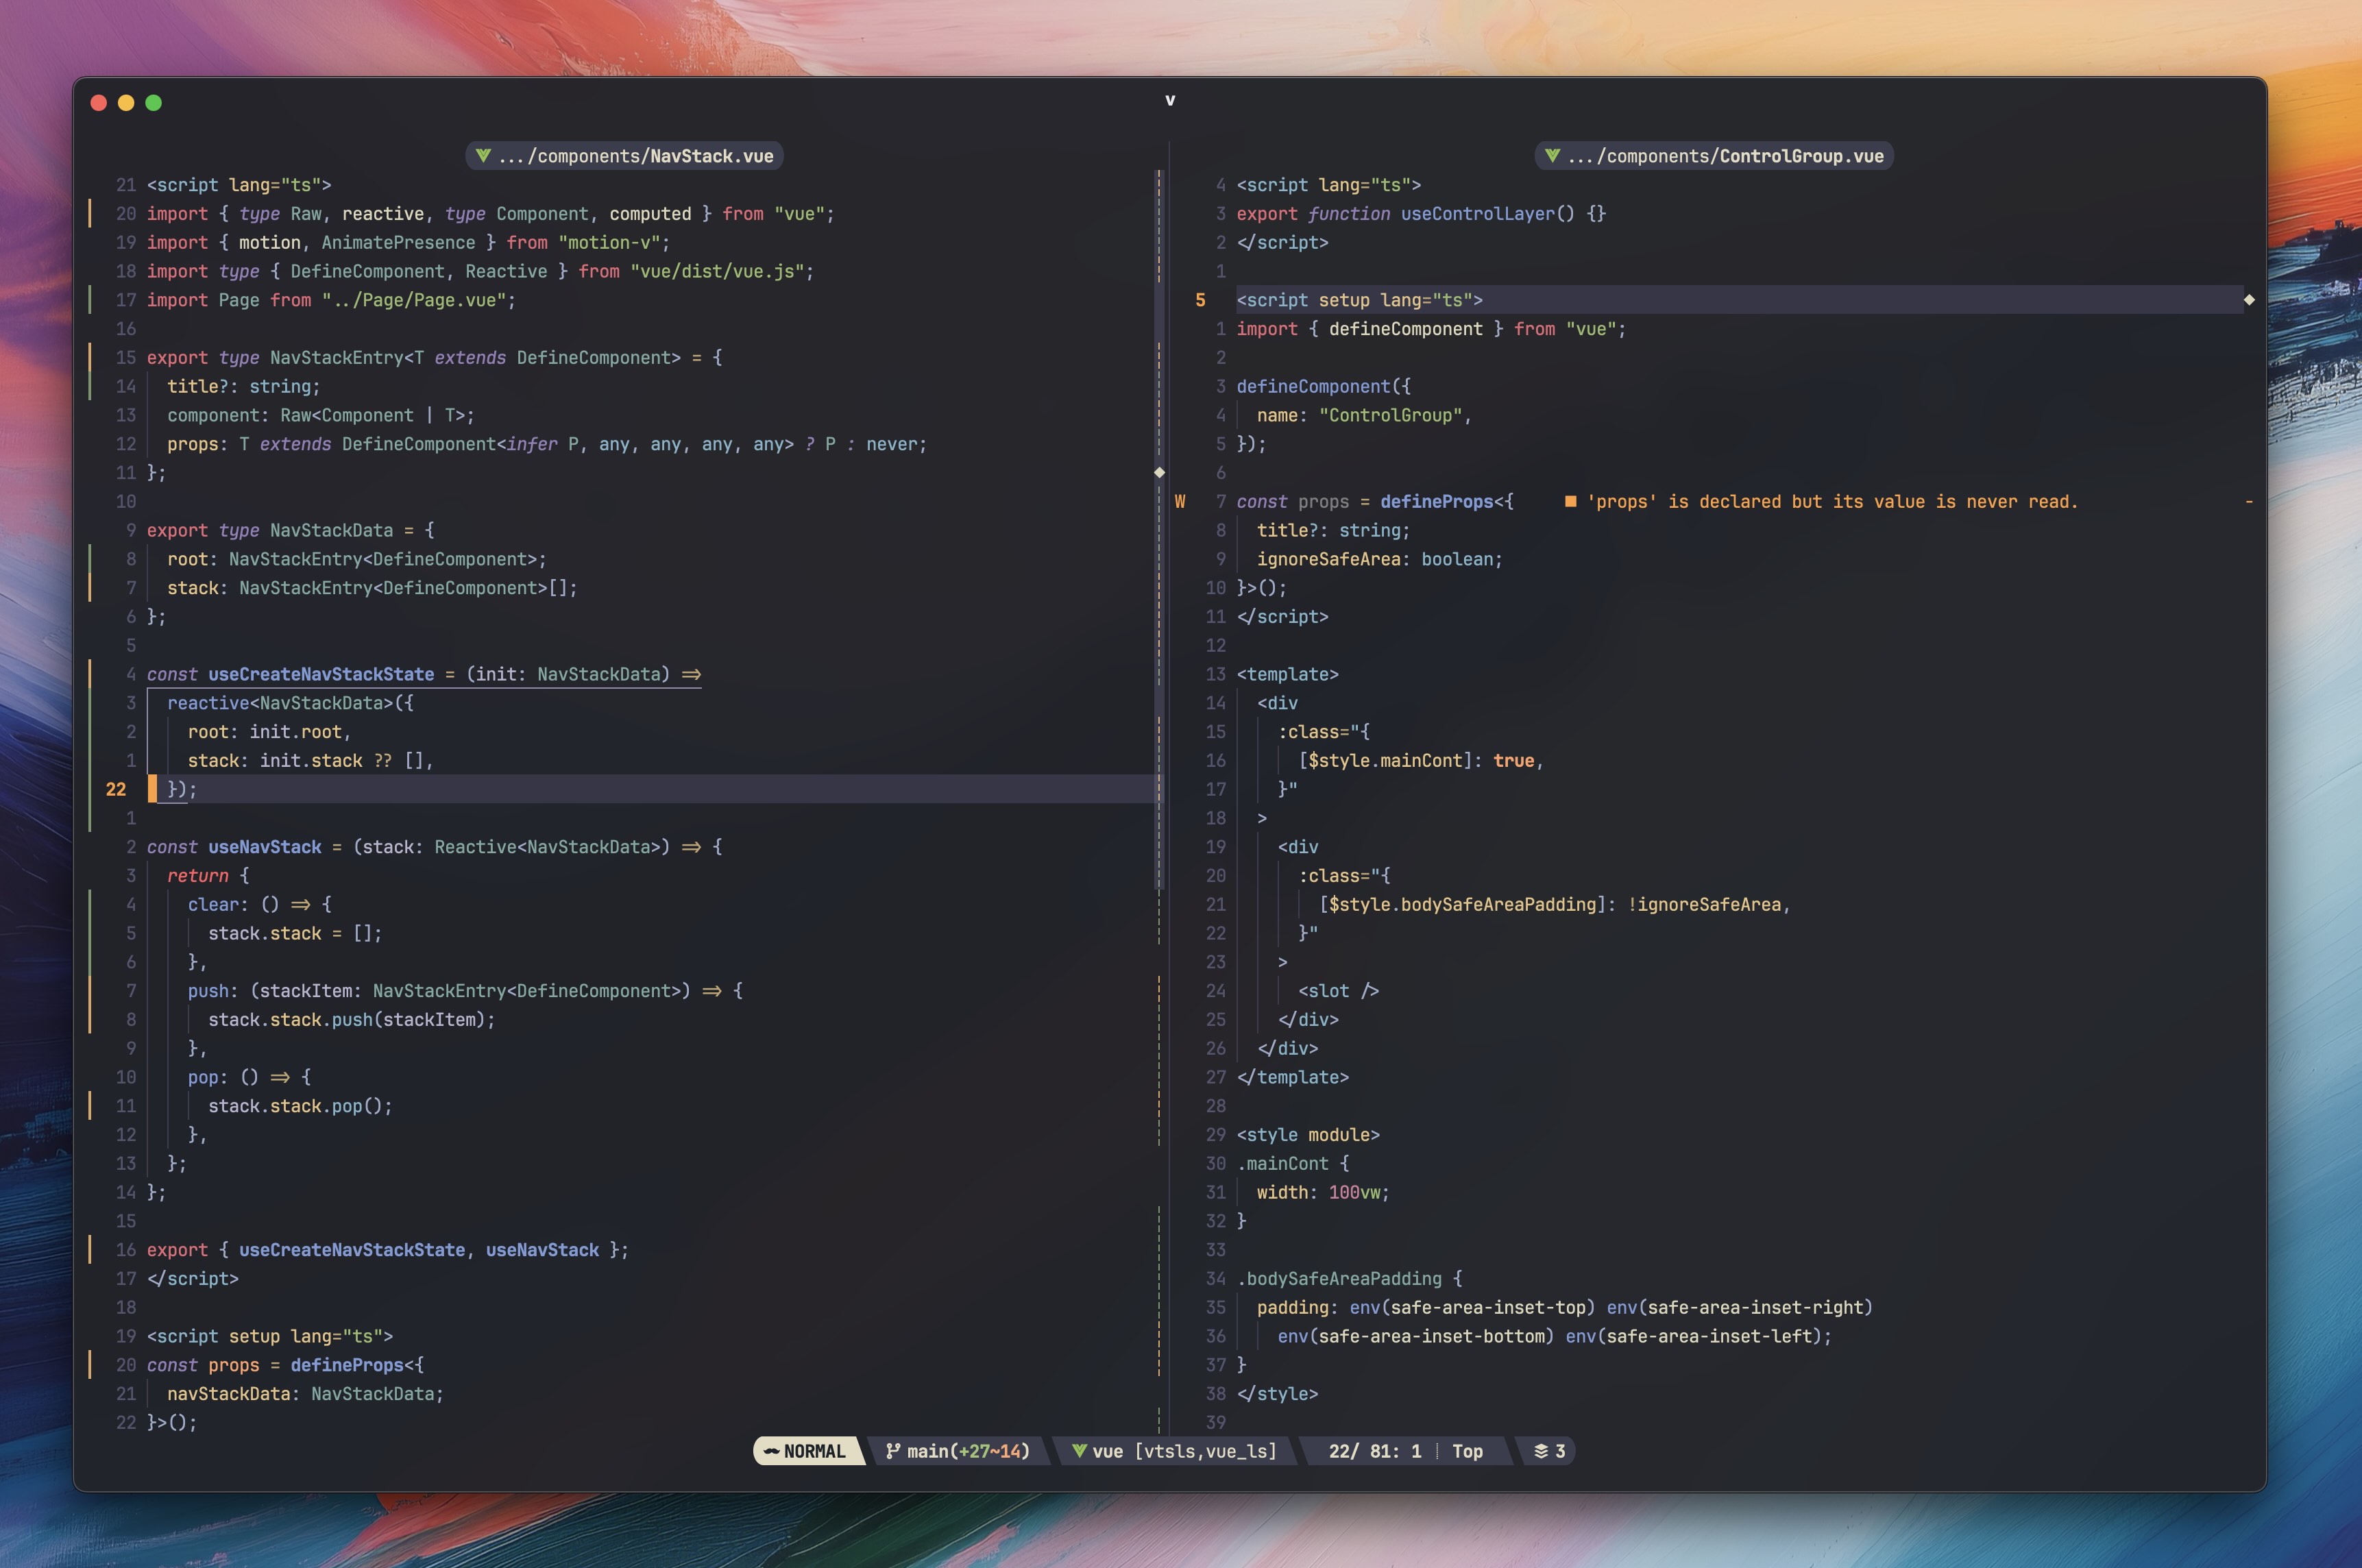 v
.../components/NavStack.vue
21 <script lang="ts">
20 import { type Raw, reactive, type Component, computed } from "vue";
19 import { motion, AnimatePresence } from "motion-v";
18 import type { DefineComponent, Reactive } from "vue/dist/vue.js";
17 import Page from "../Page/Page.vue";
16
15 export type NavStackEntry<T extends DefineComponent> = {
14   title?: string;
13   component: Raw<Component | T>;
12   props: T extends DefineComponent<infer P, any, any, any, any> ? P : never;
11 };
10
9 export type NavStackData = {
8   root: NavStackEntry<DefineComponent>;
7   stack: NavStackEntry<DefineComponent>[];
6 };
5
4 const useCreateNavStackState = (init: NavStackData) =>
3   reactive<NavStackData>({
2     root: init.root,
1     stack: init.stack ?? [],
22   });
1
2 const useNavStack = (stack: Reactive<NavStackData>) => {
3   return {
4     clear: () => {
5       stack.stack = [];
6     },
7     push: (stackItem: NavStackEntry<DefineComponent>) => {
8       stack.stack.push(stackItem);
9     },
10     pop: () => {
11       stack.stack.pop();
12     },
13   };
14 };
15
16 export { useCreateNavStackState, useNavStack };
17 </script>
18
19 <script setup lang="ts">
20 const props = defineProps<{
21   navStackData: NavStackData;
22 }>();
.../components/ControlGroup.vue
4 <script lang="ts">
3 export function useControlLayer() {}
2 </script>
1
5 <script setup lang="ts">
1 import { defineComponent } from "vue";
2
3 defineComponent({
4   name: "ControlGroup",
5 });
6
W 7 const props = defineProps<{ ■ 'props' is declared but its value is never read. -
8   title?: string;
9   ignoreSafeArea: boolean;
10 }>();
11 </script>
12
13 <template>
14   <div
15     :class="{
16       [$style.mainCont]: true,
17     }"
18   >
19     <div
20       :class="{
21         [$style.bodySafeAreaPadding]: !ignoreSafeArea,
22       }"
23     >
24       <slot />
25     </div>
26   </div>
27 </template>
28
29 <style module>
30 .mainCont {
31   width: 100vw;
32 }
33
34 .bodySafeAreaPadding {
35   padding: env(safe-area-inset-top) env(safe-area-inset-right)
36     env(safe-area-inset-bottom) env(safe-area-inset-left);
37 }
38 </style>
39
NORMAL main(+27~14) vue [vtsls,vue_ls] 22/ 81: 1 Top 3